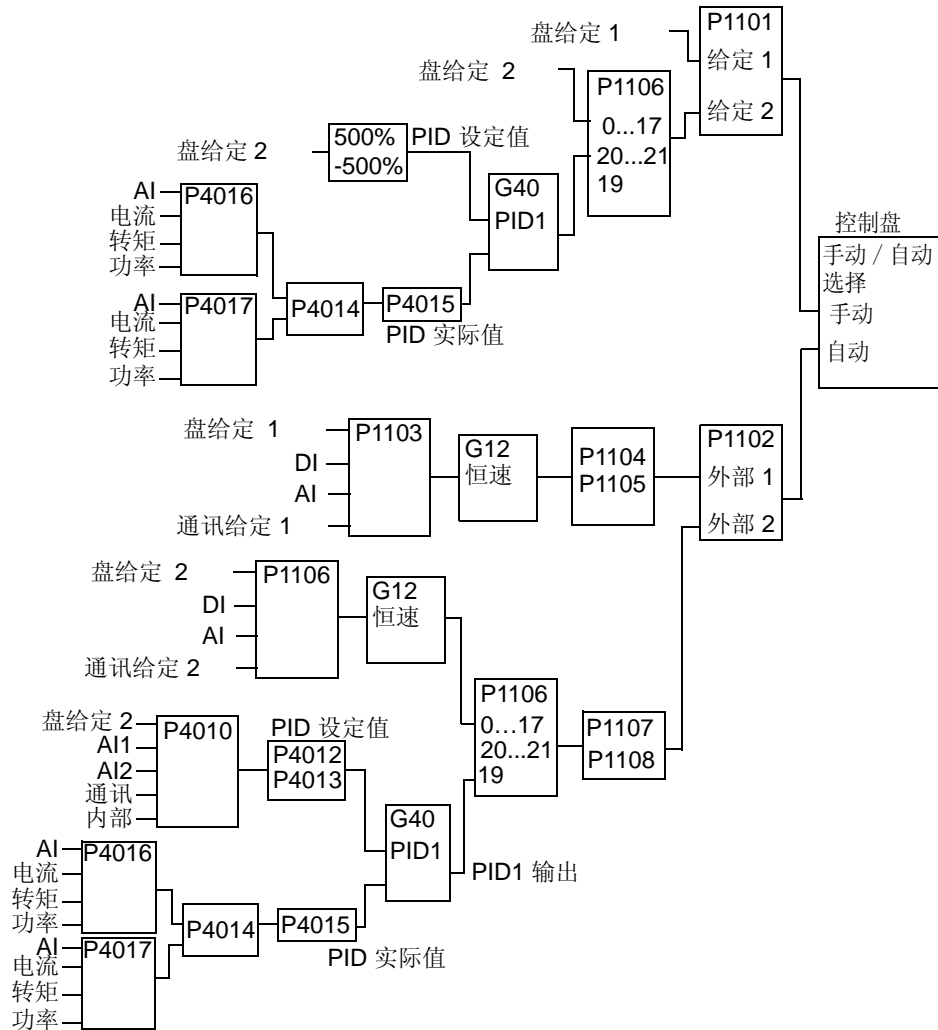 盘给定 1
P1101
给定 1
给定 2
盘给定 2
P1106
0...17
20...21
19
盘给定 2
500%
-500%
PID 设定值
G40
PID1
AI
电流
转矩
功率
P4016
AI
电流
转矩
功率
P4017
P4014
P4015
PID 实际值
控制盘
手动 / 自动
选择
手动
自动
盘给定 1
DI
AI
通讯给定 1
P1103
G12
恒速
P1104
P1105
P1102
外部 1
外部 2
盘给定 2
DI
AI
通讯给定 2
P1106
G12
恒速
P1106
0...17
20...21
19
P1107
P1108
盘给定 2
AI1
AI2
通讯
内部
P4010
PID 设定值
P4012
P4013
G40
PID1
PID1 输出
AI
电流
转矩
功率
P4016
AI
电流
转矩
功率
P4017
P4014
P4015
PID 实际值